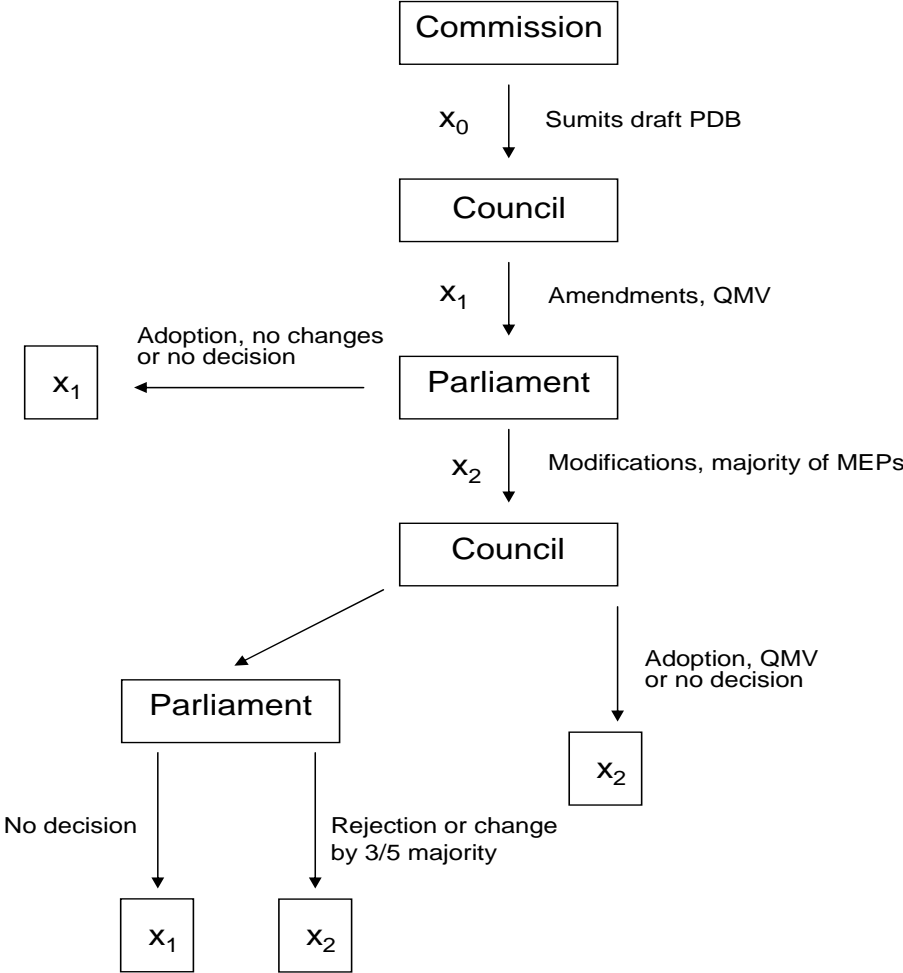 Commission
x₀ Sumits draft PDB
Council
x₁ Amendments, QMV
Adoption, no changes
or no decision
x₁
Parliament
x₂ Modifications, majority of MEPs
Council
Adoption, QMV
or no decision
Parliament
x₂
No decision
Rejection or change
by 3/5 majority
x₁
x₂